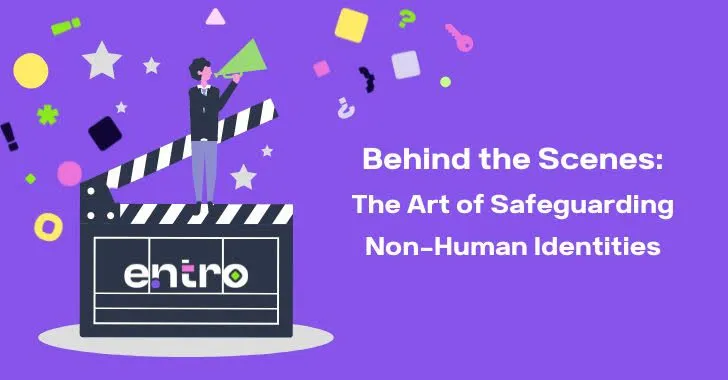 Behind the Scenes:
The Art of Safeguarding
Non-Human Identities
entro